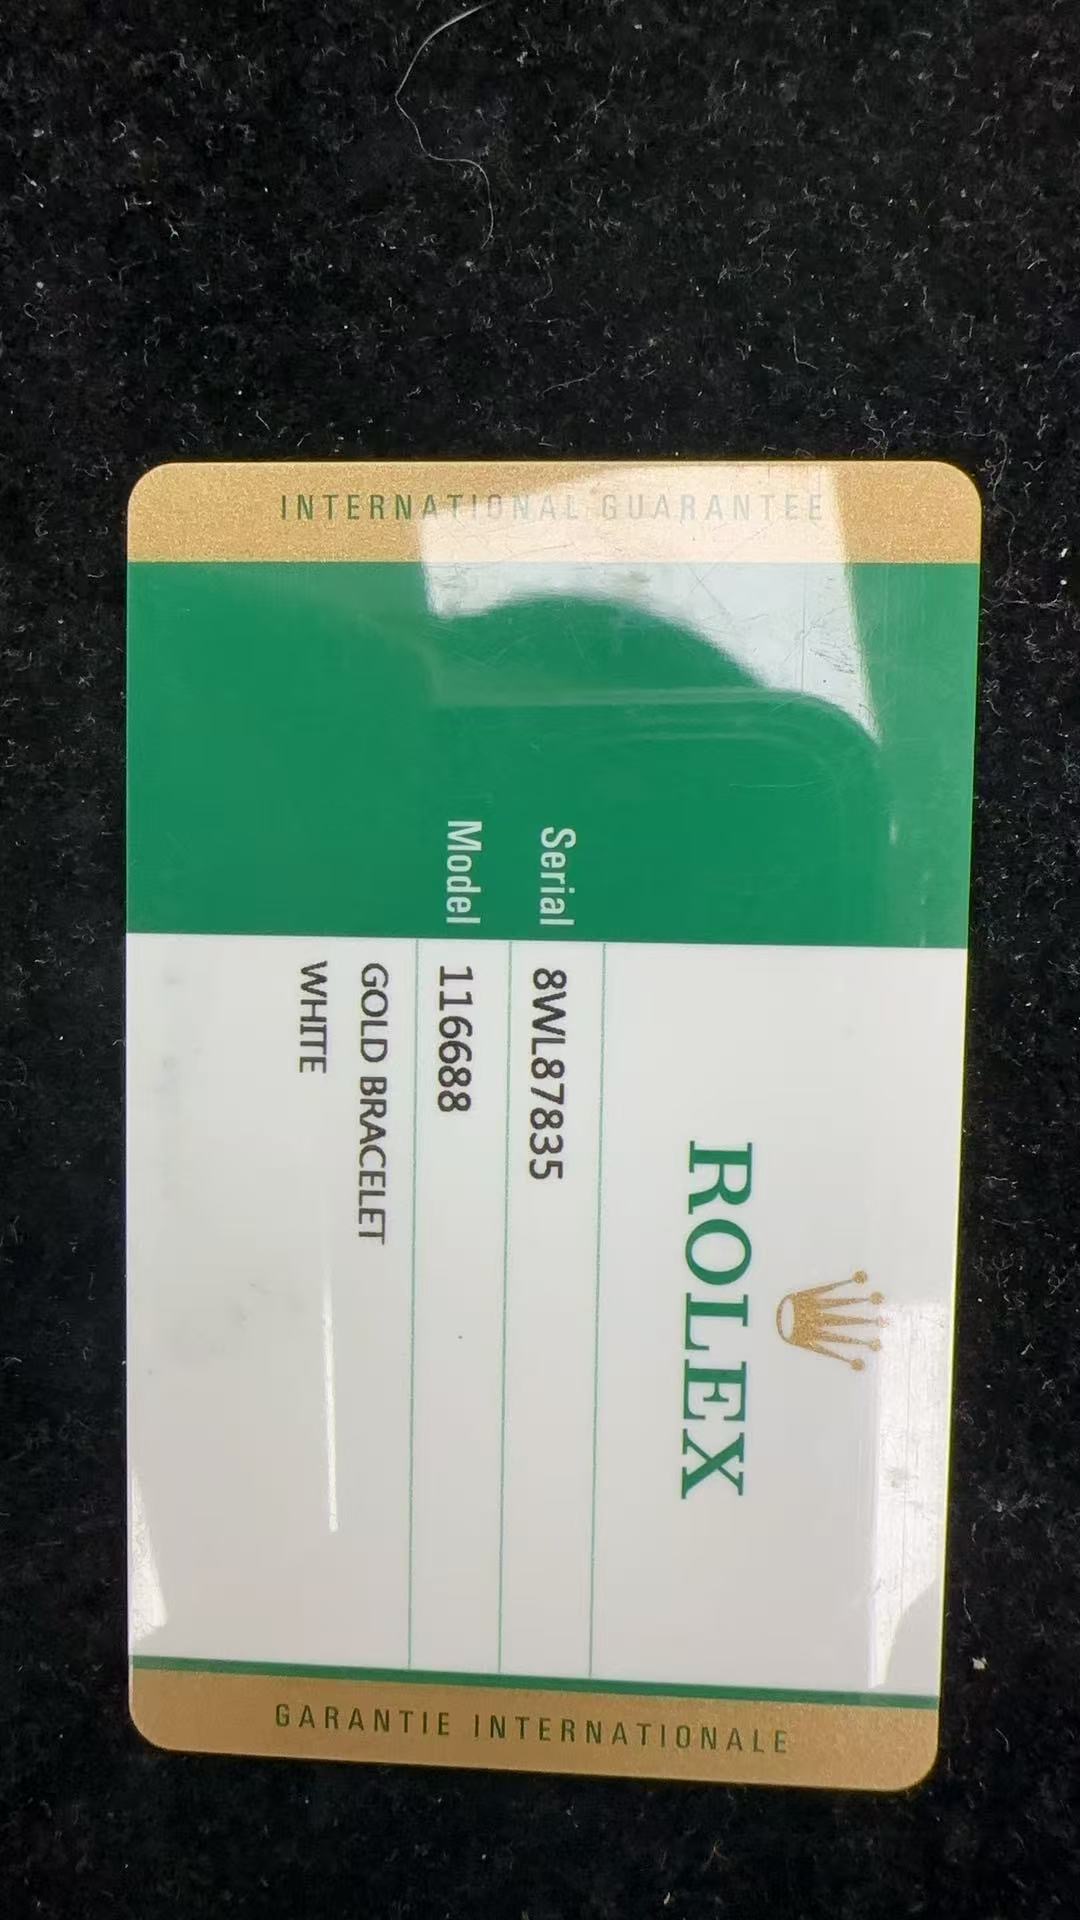 INTERNATIONAL GUARANTEE
ROLEX
Serial 8WL87835
Model 116688
GOLD BRACELET
WHITE
GARANTIE INTERNATIONALE